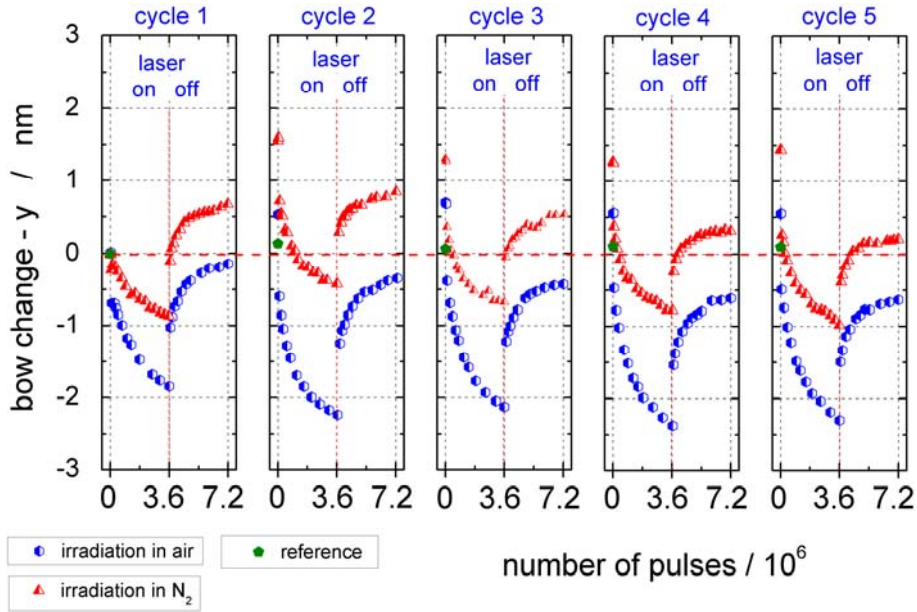 cycle 1 cycle 2 cycle 3 cycle 4 cycle 5
3
laser laser laser laser laser
on off on off on off on off on off
2
1
0
-1
-2
-3
bow change - y / nm
0 3.6 7.2 0 3.6 7.2 0 3.6 7.2 0 3.6 7.2 0 3.6 7.2
irradiation in air
reference
irradiation in N₂
number of pulses / 10⁶